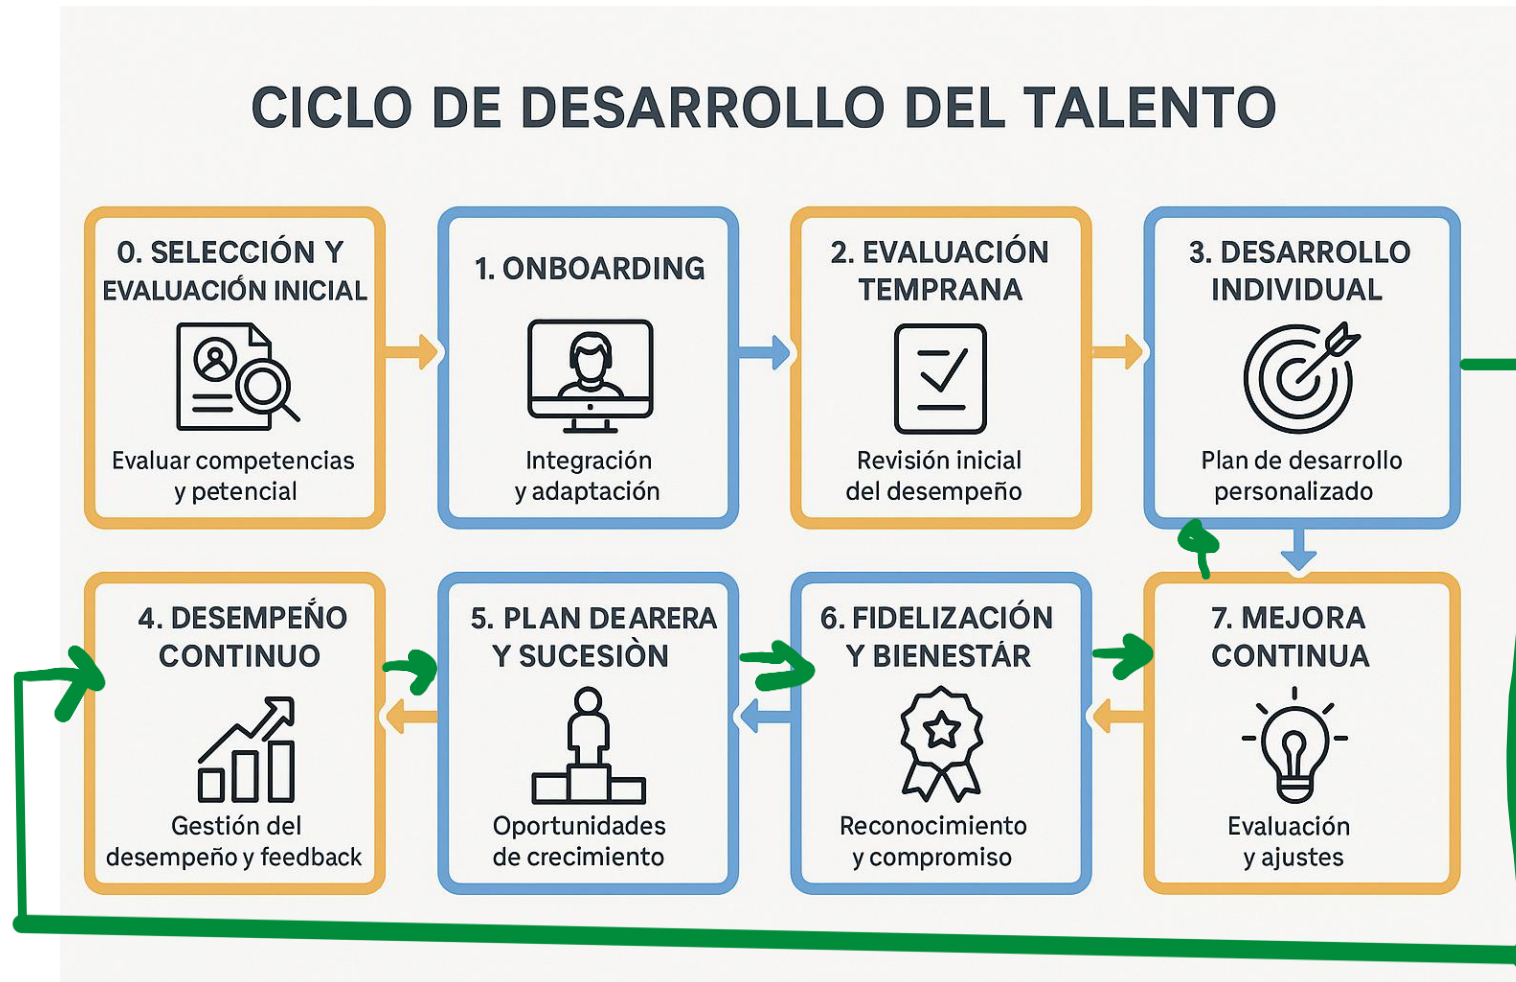 CICLO DE DESARROLLO DEL TALENTO
0. SELECCIÓN Y
EVALUACIÓN INICIAL
Evaluar competencias
y petencial
1. ONBOARDING
Integración
y adaptación
2. EVALUACIÓN
TEMPRANA
Revisión inicial
del desempeño
3. DESARROLLO
INDIVIDUAL
Plan de desarrollo
personalizado
4. DESEMPEÑO
CONTINUO
Gestión del
desempeño y feedback
5. PLAN DEARERA
Y SUCESIÒN
Oportunidades
de crecimiento
6. FIDELIZACIÓN
Y BIENESTÁR
Reconocimiento
y compromiso
7. MEJORA
CONTINUA
Evaluación
y ajustes